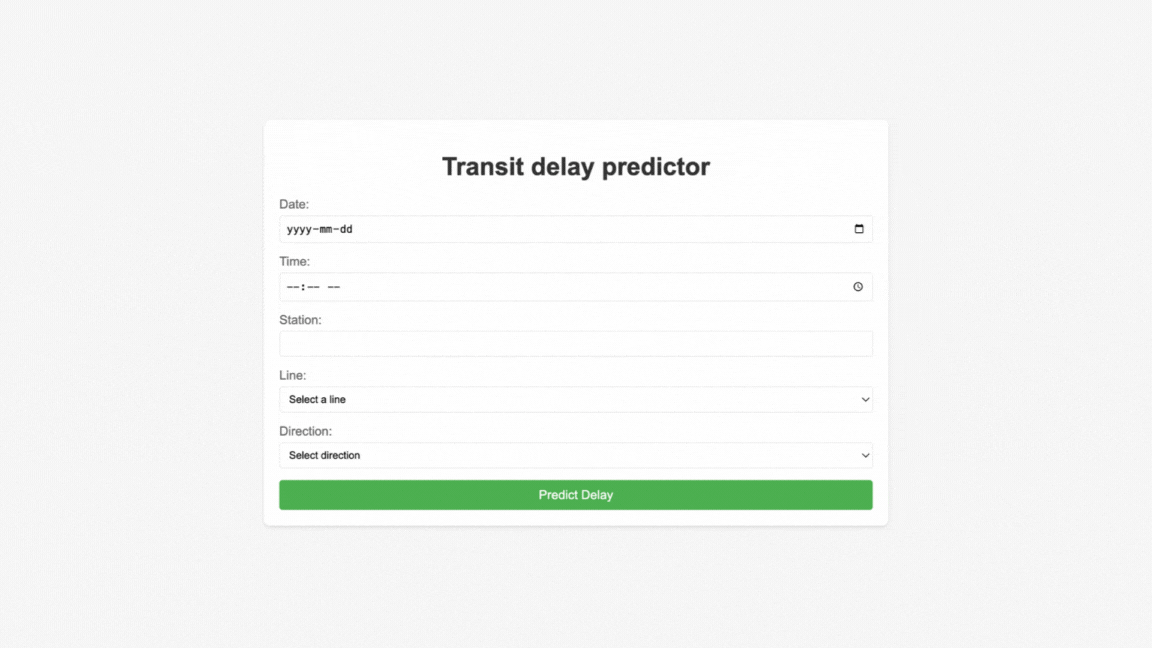 Transit delay predictor
Date:
yyyy-mm-dd
Time:
--:-- --
Station:
Line:
Select a line
Direction:
Select direction
Predict Delay